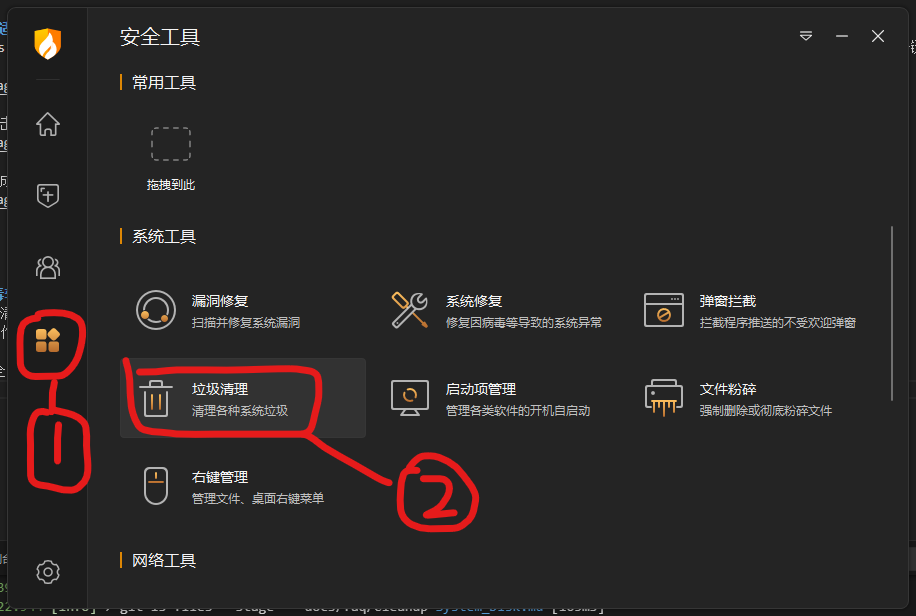 安全工具
常用工具
拖拽到此
系统工具
漏洞修复
扫描并修复系统漏洞
系统修复
修复因病毒等导致的系统异常
弹窗拦截
拦截程序推送的不受欢迎弹窗
垃圾清理
清理各种系统垃圾
启动项管理
管理各类软件的开机自启动
文件粉碎
强制删除或彻底粉碎文件
1
2
右键管理
管理文件、桌面右键菜单
网络工具